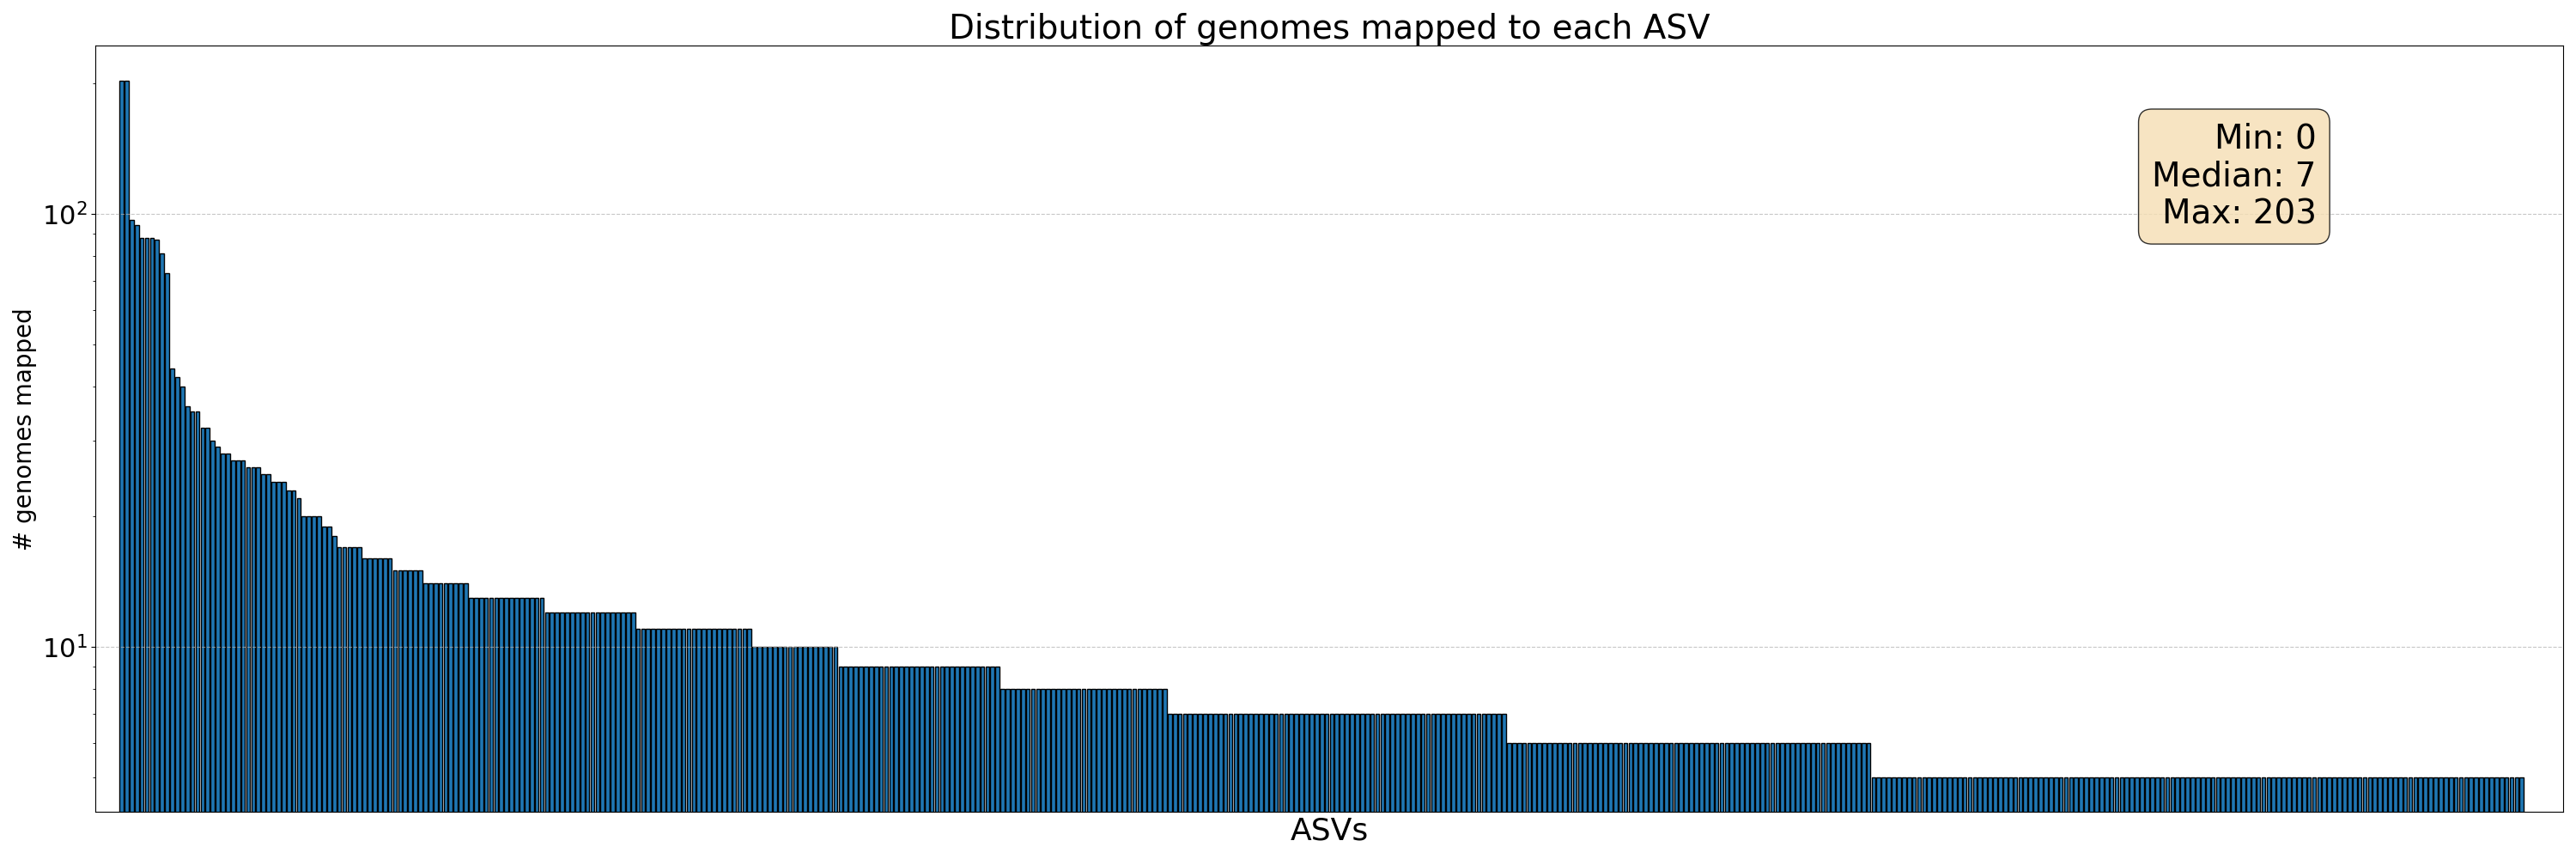 Distribution of genomes mapped to each ASV
Min: 0
Median: 7
Max: 203
10²
10¹
# genomes mapped
ASVs